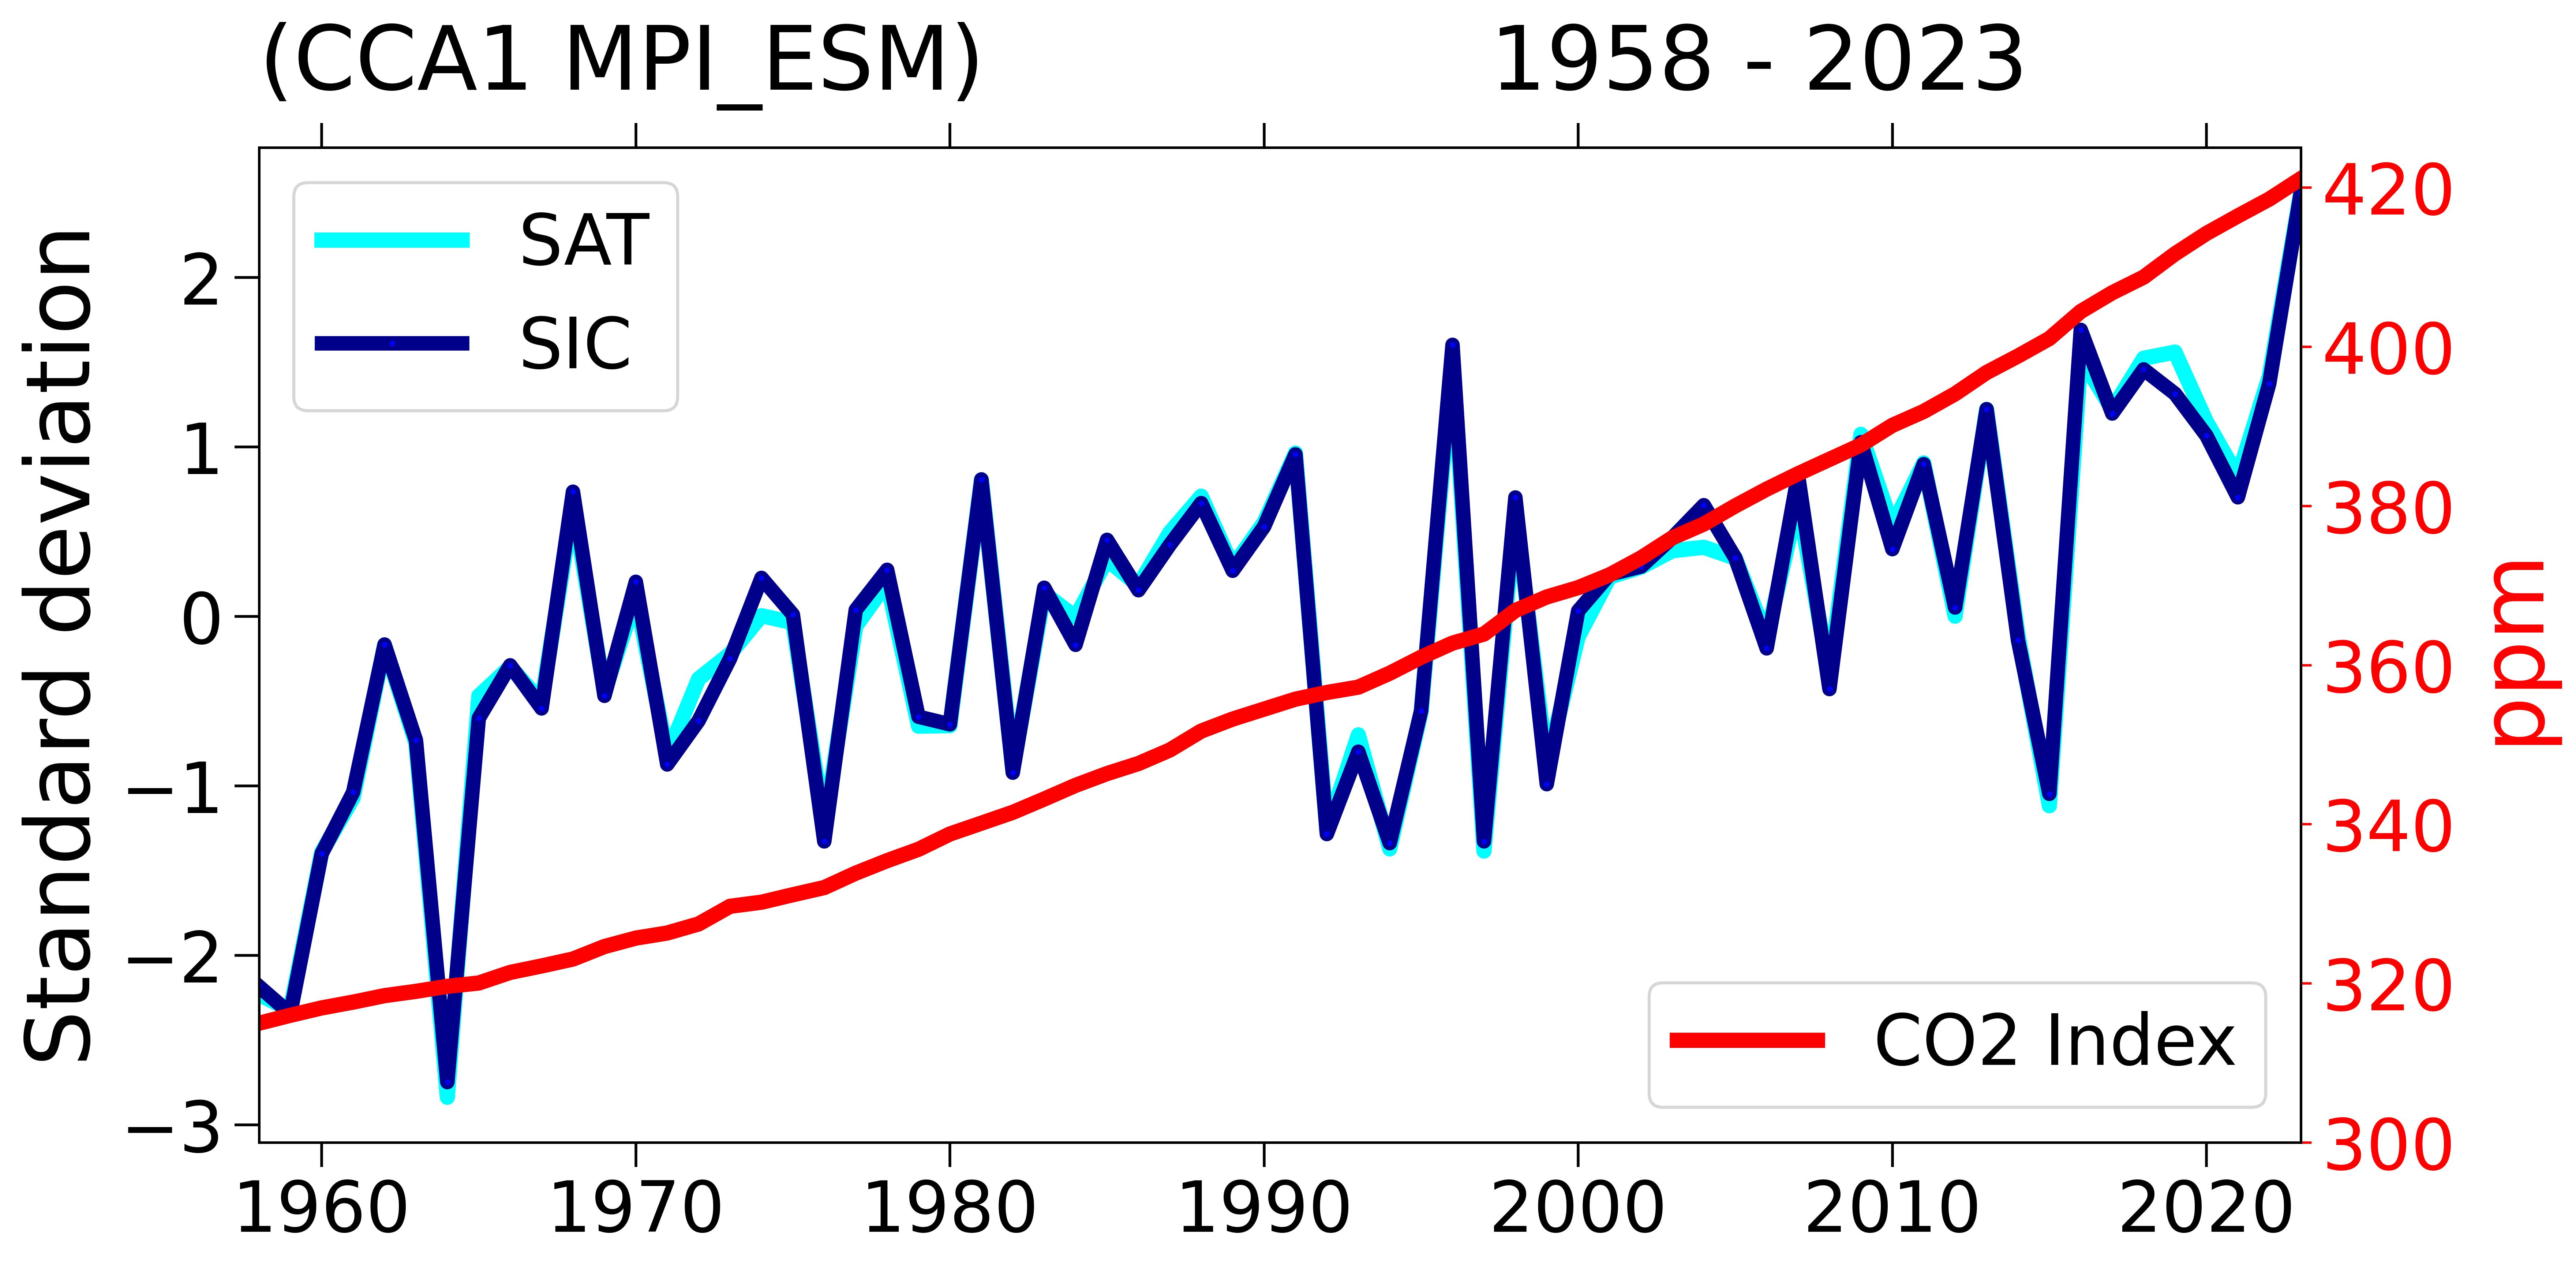 (CCA1 MPI_ESM) 1958 - 2023
Standard deviation
2
1
0
−1
−2
−3
SAT
SIC
CO2 Index
420
400
380
360
340
320
300
ppm
1960 1970 1980 1990 2000 2010 2020